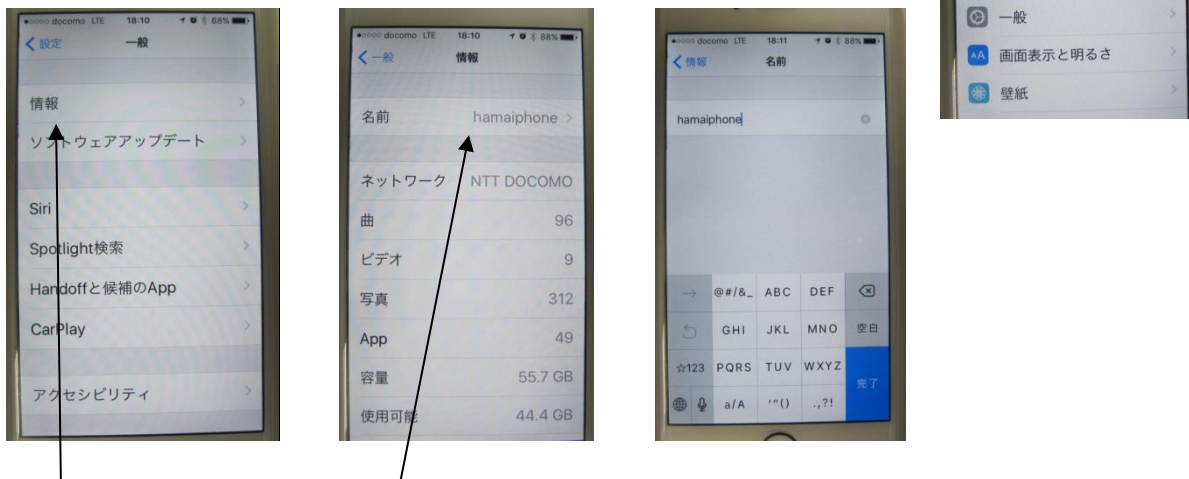 docomo LTE 18:10 88%
設定 一般
情報
ソフトウェアアップデート
Siri
Spotlight検索
Handoffと候補のApp
CarPlay
アクセシビリティ
docomo LTE 18:10 88%
一般 情報
名前 hamaiphone
ネットワーク NTT DOCOMO
曲 96
ビデオ 9
写真 312
App 49
容量 55.7 GB
使用可能 44.4 GB
docomo LTE 18:11 88%
情報 名前
hamaiphone
→ @#/&_ ABC DEF
GHI JKL MNO 空白
☆123 PQRS TUV WXYZ
完了
a/A '"() .,?!
一般
AA 画面表示と明るさ
壁紙